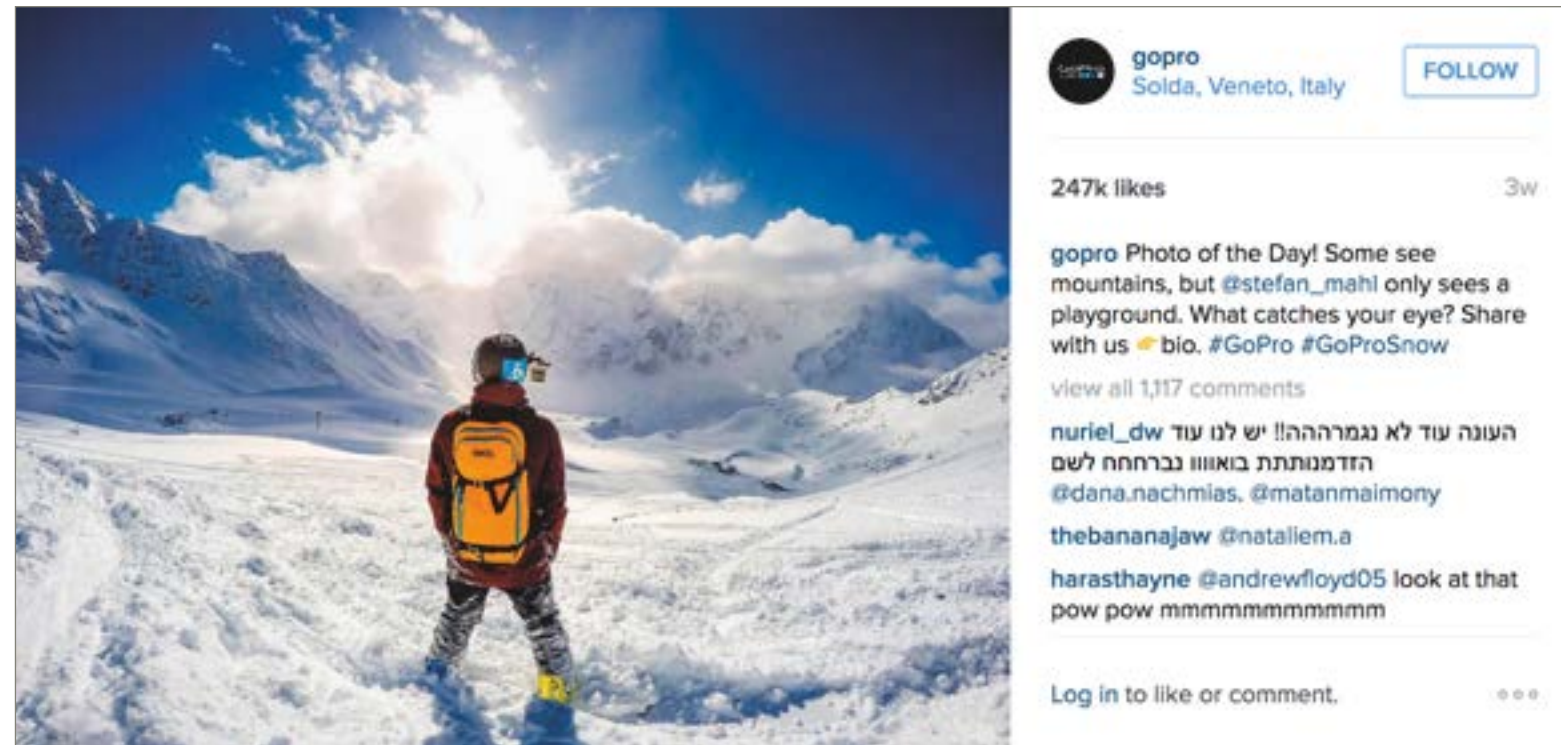 gopro
Solda, Veneto, Italy
FOLLOW
247k likes
3w
gopro Photo of the Day! Some see
mountains, but @stefan_mahl only sees a
playground. What catches your eye? Share
with us 👉 bio. #GoPro #GoProSnow
view all 1,117 comments
nuriel_dw העונה עוד לא נגמרהההה!! יש לנו עוד
הזדמנותתת בואוווו נברחחח לשם
@dana.nachmias. @matanmaimony
thebananajaw @nataliem.a
harasthayne @andrewfloyd05 look at that
pow pow mmmmmmmmmmm
Log in to like or comment.